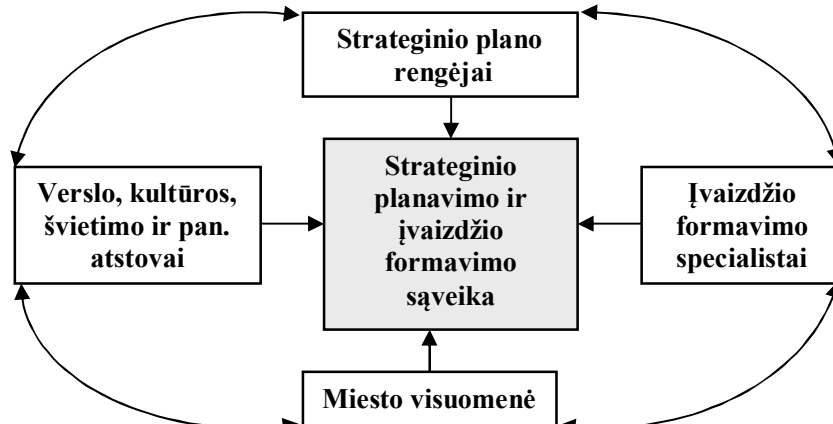 Strateginio plano
rengėjai
Verslo, kultūros,
švietimo ir pan.
atstovai
Strateginio
planavimo ir
įvaizdžio
formavimo
sąveika
Įvaizdžio
formavimo
specialistai
Miesto visuomenė